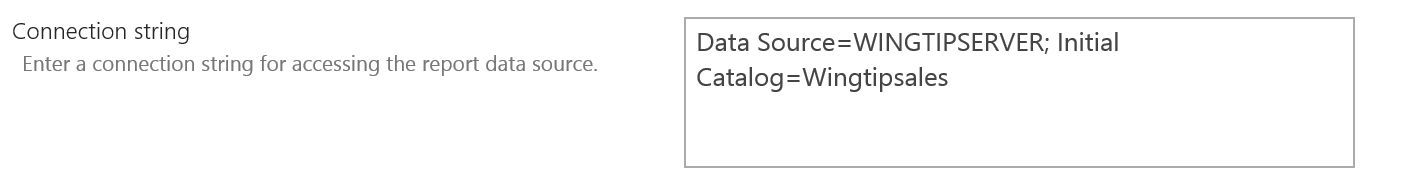 Connection string
Enter a connection string for accessing the report data source.
Data Source=WINGTIPSERVER; Initial
Catalog=Wingtipsales